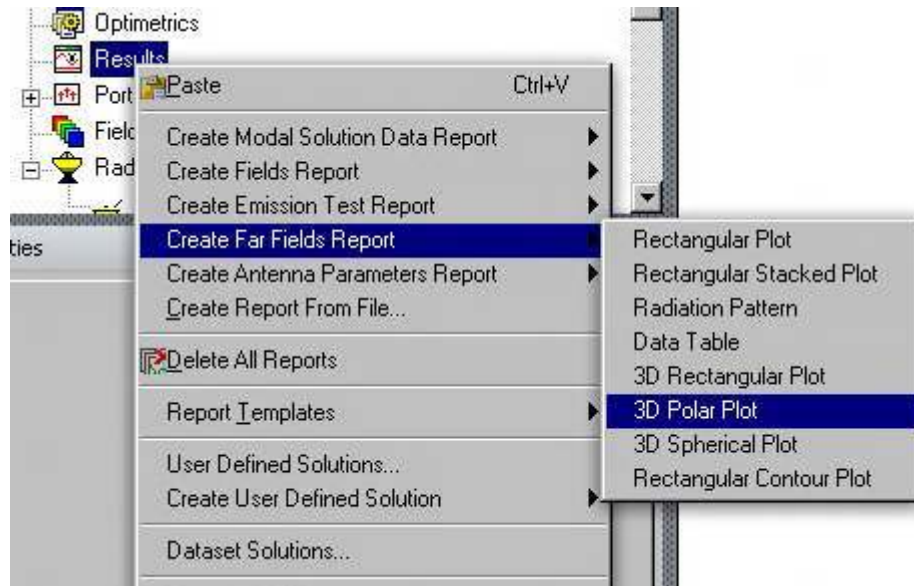 Optimetrics
Results
Port
Paste Ctrl+V
Field
Create Modal Solution Data Report
Rad
Create Fields Report
Create Emission Test Report
Create Far Fields Report
ties
Create Antenna Parameters Report
Create Report From File...
Delete All Reports
Report Templates
User Defined Solutions...
Create User Defined Solution
Dataset Solutions...
Rectangular Plot
Rectangular Stacked Plot
Radiation Pattern
Data Table
3D Rectangular Plot
3D Polar Plot
3D Spherical Plot
Rectangular Contour Plot